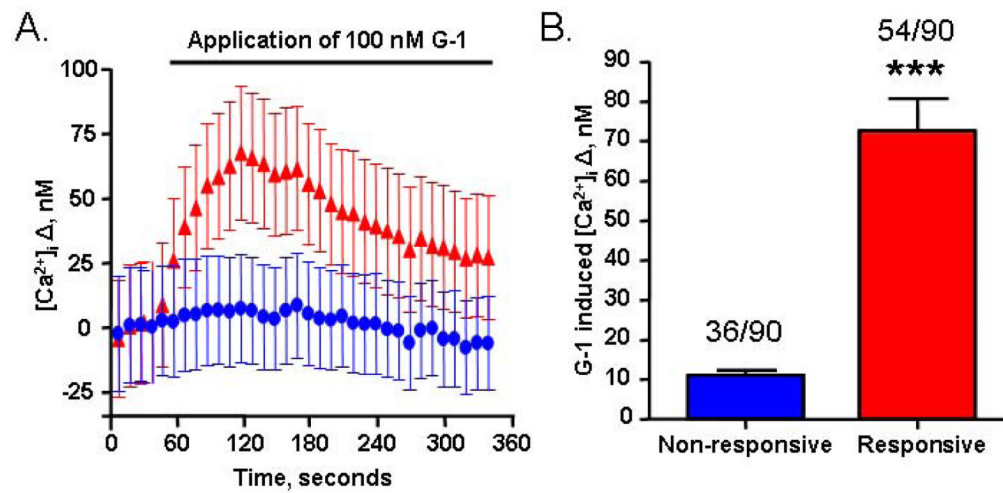 A.
Application of 100 nM G-1
[Ca²⁺]ᵢ Δ, nM
100
75
50
25
0
-25
0 60 120 180 240 300 360
Time, seconds
B.
54/90
***
36/90
G-1 induced [Ca²⁺]ᵢ Δ, nM
90
80
70
60
50
40
30
20
10
0
Non-responsive Responsive